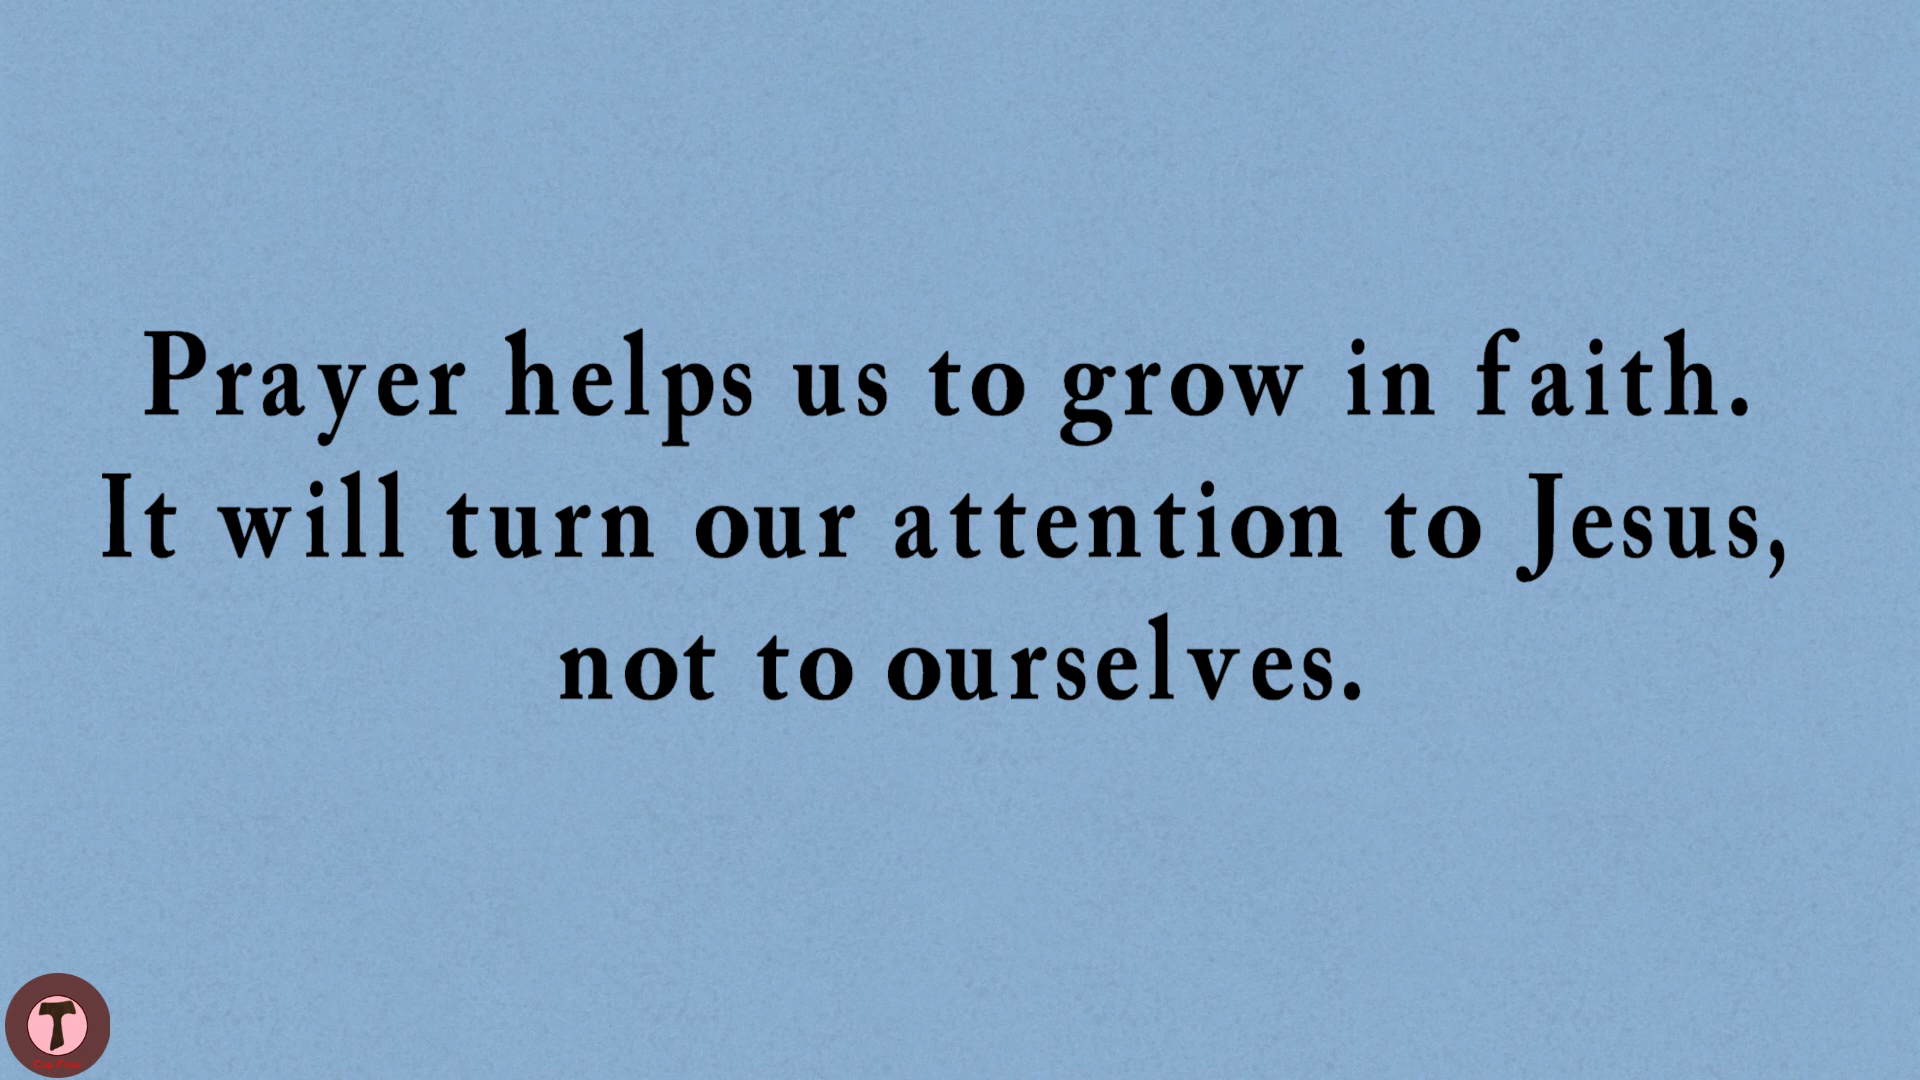 Prayer helps us to grow in faith.
It will turn our attention to Jesus,
not to ourselves.